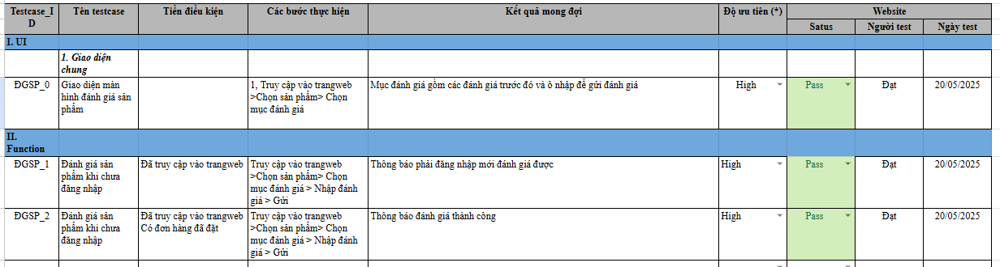 Testcase_I
D
Tên testcase
Tiền điều kiện
Các bước thực hiện
Kết quả mong đợi
Độ ưu tiên (*)
Website
Satus
Người test
Ngày test
I. UI
1. Giao diện
chung
ĐGSP_0
Giao diện màn
hình đánh giá sản
phẩm
1, Truy cập vào trangweb
>Chọn sản phẩm> Chọn
mục đánh giá
Mục đánh giá gồm các đánh giá trước đó và ô nhập để gửi đánh giá
High
Pass
Đạt
20/05/2025
II.
Function
ĐGSP_1
Đánh giá sản
phẩm khi chưa
đăng nhập
Đã truy cập vào trangweb
Truy cập vào trangweb
>Chọn sản phẩm> Chọn
mục đánh giá > Nhập đánh
giá > Gửi
Thông báo phải đăng nhập mới đánh giá được
High
Pass
Đạt
20/05/2025
ĐGSP_2
Đánh giá sản
phẩm khi chưa
đăng nhập
Đã truy cập vào trangweb
Có đơn hàng đã đặt
Truy cập vào trangweb
>Chọn sản phẩm> Chọn
mục đánh giá > Nhập đánh
giá > Gửi
Thông báo đánh giá thành công
High
Pass
Đạt
20/05/2025